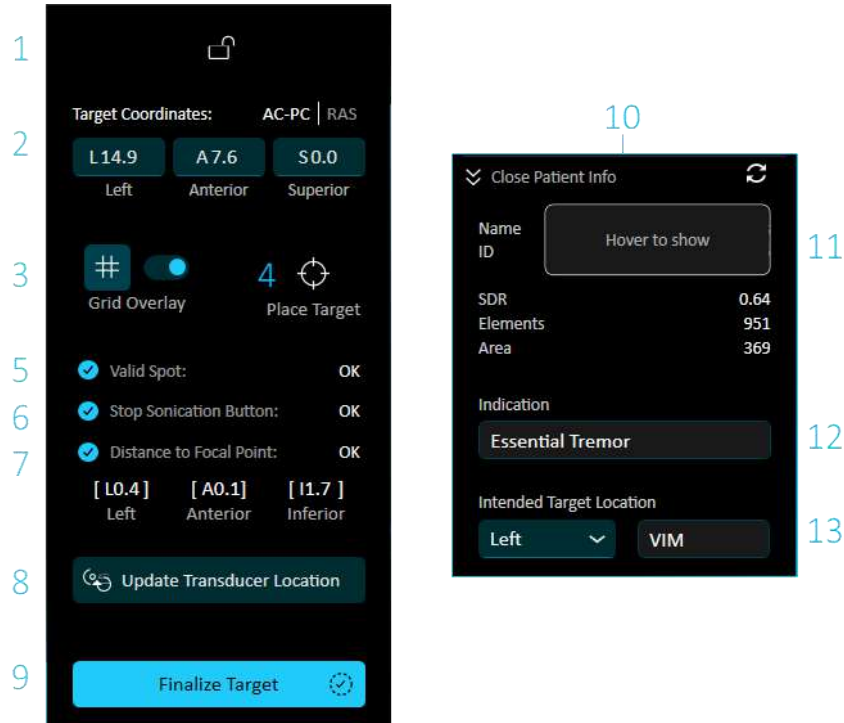 1
Target Coordinates: AC-PC | RAS
2
L14.9 A7.6 S0.0
Left Anterior Superior
3
4
Grid Overlay Place Target
5 Valid Spot: OK
6 Stop Sonication Button: OK
7 Distance to Focal Point: OK
[ L0.4 ] [ A0.1] [ I1.7 ]
Left Anterior Inferior
8 Update Transducer Location
9 Finalize Target
10
Close Patient Info
Name
ID
Hover to show
11
SDR 0.64
Elements 951
Area 369
Indication
Essential Tremor 12
Intended Target Location
Left VIM 13